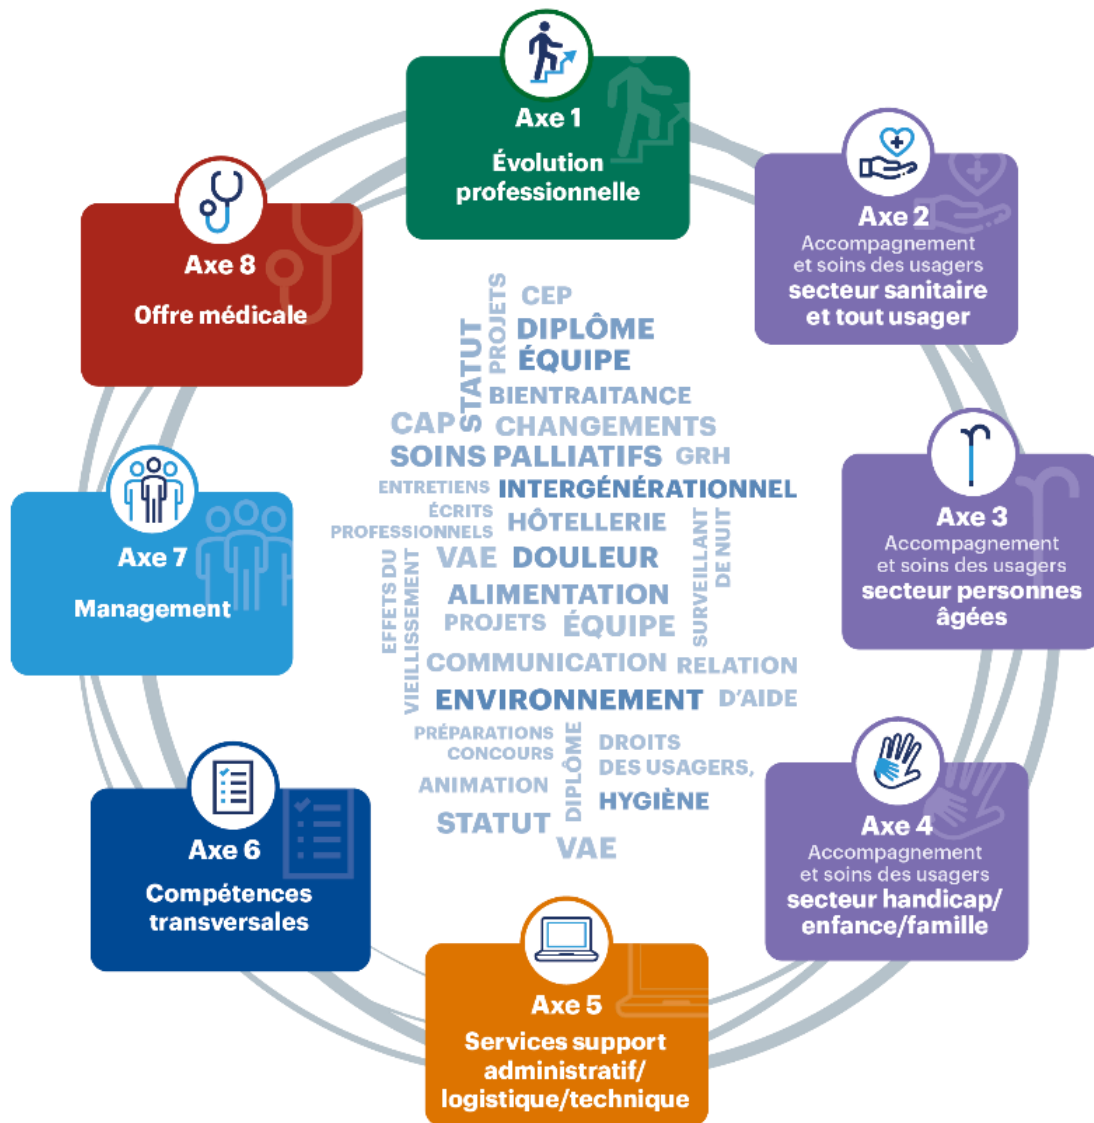 Axe 1
Évolution
professionnelle
Axe 2
Accompagnement
et soins des usagers
secteur sanitaire
et tout usager
Axe 3
Accompagnement
et soins des usagers
secteur personnes
âgées
Axe 4
Accompagnement
et soins des usagers
secteur handicap/
enfance/famille
Axe 5
Services support
administratif/
logistique/technique
Axe 6
Compétences
transversales
Axe 7
Management
Axe 8
Offre médicale
PROJETS
CEP
STATUT
DIPLÔME
ÉQUIPE
BIENTRAITANCE
CAP
CHANGEMENTS
SOINS PALLIATIFS
GRH
ENTRETIENS
INTERGÉNÉRATIONNEL
ÉCRITS
PROFESSIONNELS
HÔTELLERIE
SURVEILLANT
DE NUIT
EFFETS DU
VIEILLISSEMENT
VAE
DOULEUR
ALIMENTATION
PROJETS
ÉQUIPE
COMMUNICATION
RELATION
D'AIDE
ENVIRONNEMENT
PRÉPARATIONS
CONCOURS
DIPLÔME
DROITS
DES USAGERS,
ANIMATION
HYGIÈNE
STATUT
VAE